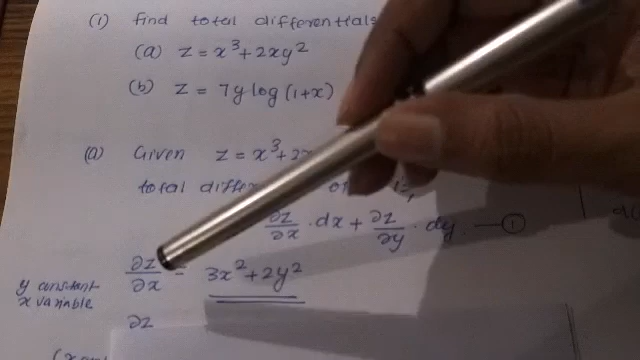 (1) Find total differentials
(a) z = x³+2xy²
(b) z = 7y log(1+x)
(a) Given z = x³+2
total diffe
∂z/∂x · dx + ∂z/∂y · dy —①
y constant
x variable
∂z/∂x = 3x²+2y²
∂z